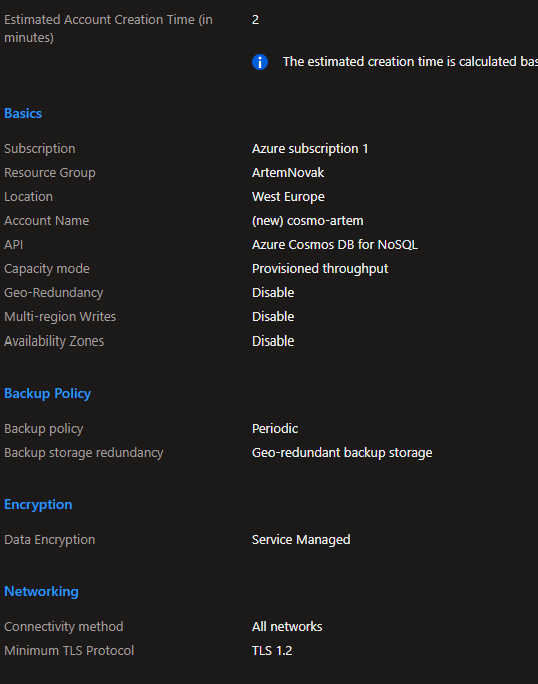 Estimated Account Creation Time (in minutes) 2
The estimated creation time is calculated bas
Basics
Subscription Azure subscription 1
Resource Group ArtemNovak
Location West Europe
Account Name (new) cosmo-artem
API Azure Cosmos DB for NoSQL
Capacity mode Provisioned throughput
Geo-Redundancy Disable
Multi-region Writes Disable
Availability Zones Disable
Backup Policy
Backup policy Periodic
Backup storage redundancy Geo-redundant backup storage
Encryption
Data Encryption Service Managed
Networking
Connectivity method All networks
Minimum TLS Protocol TLS 1.2